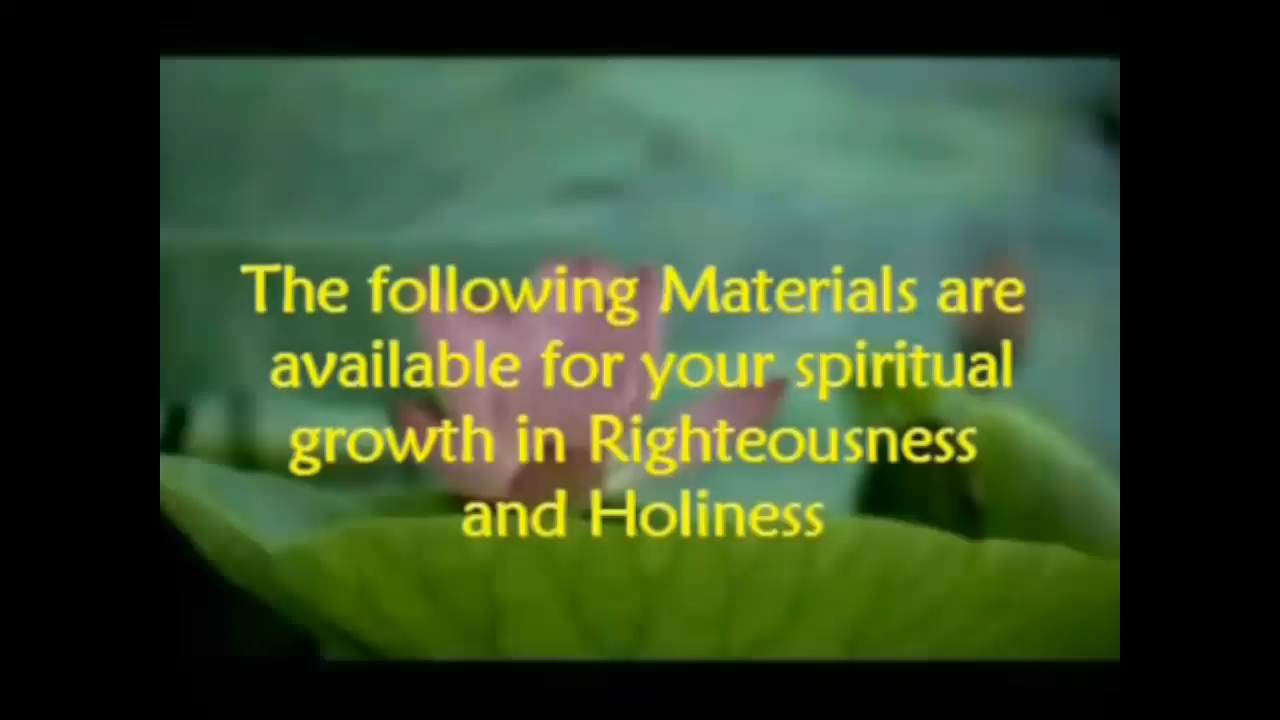 The following Materials are
available for your spiritual
growth in Righteousness
and Holiness